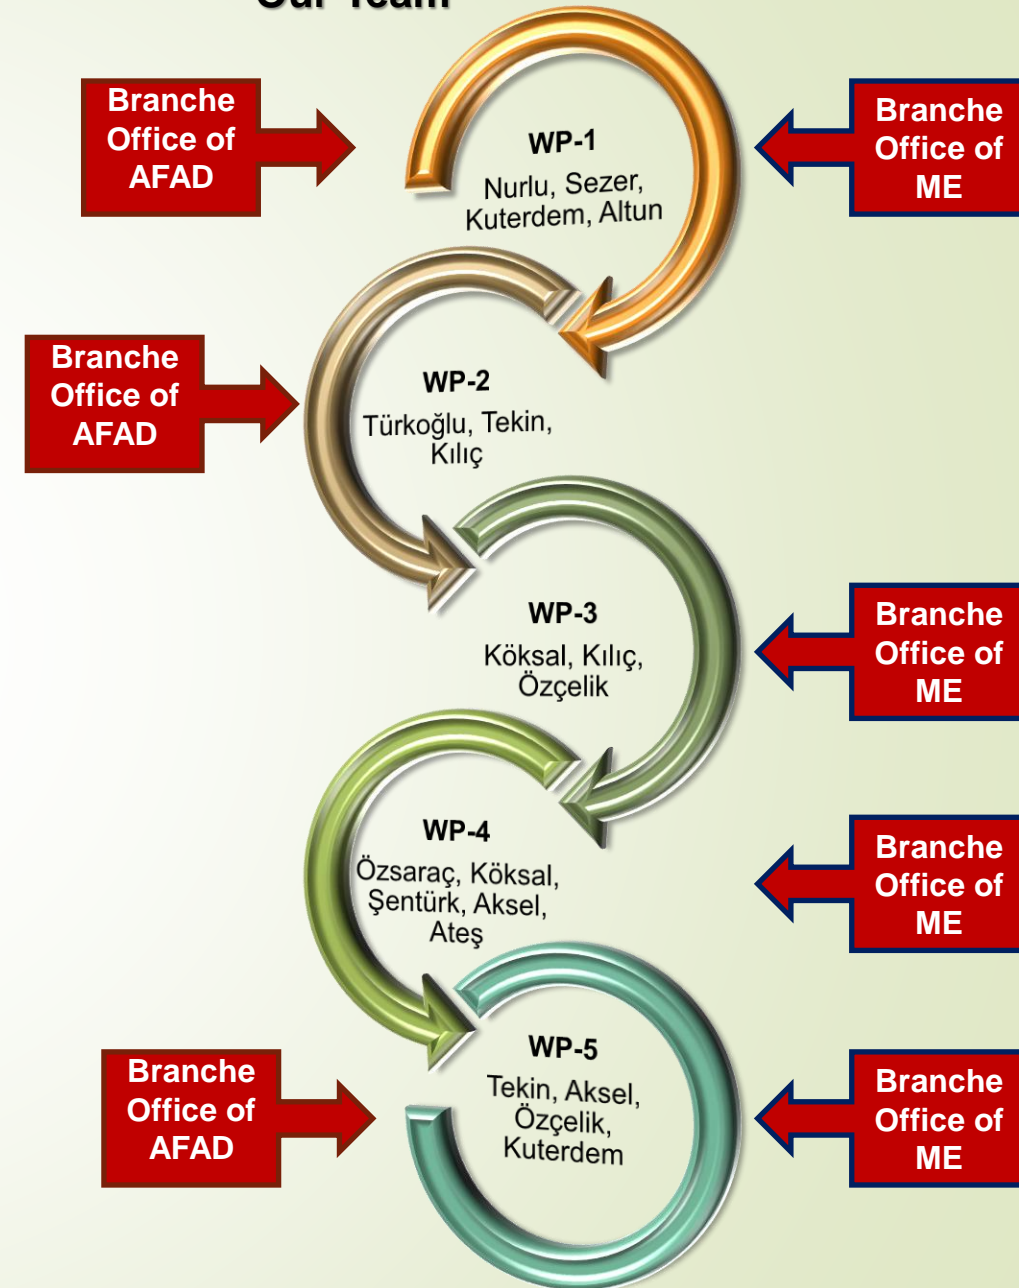 Our Team
Branche
Office of
AFAD
WP-1
Nurlu, Sezer,
Kuterdem, Altun
Branche
Office of
ME
Branche
Office of
AFAD
WP-2
Türkoğlu, Tekin,
Kılıç
WP-3
Köksal, Kılıç,
Özçelik
Branche
Office of
ME
WP-4
Özsaraç, Köksal,
Şentürk, Aksel,
Ateş
Branche
Office of
ME
Branche
Office of
AFAD
WP-5
Tekin, Aksel,
Özçelik,
Kuterdem
Branche
Office of
ME